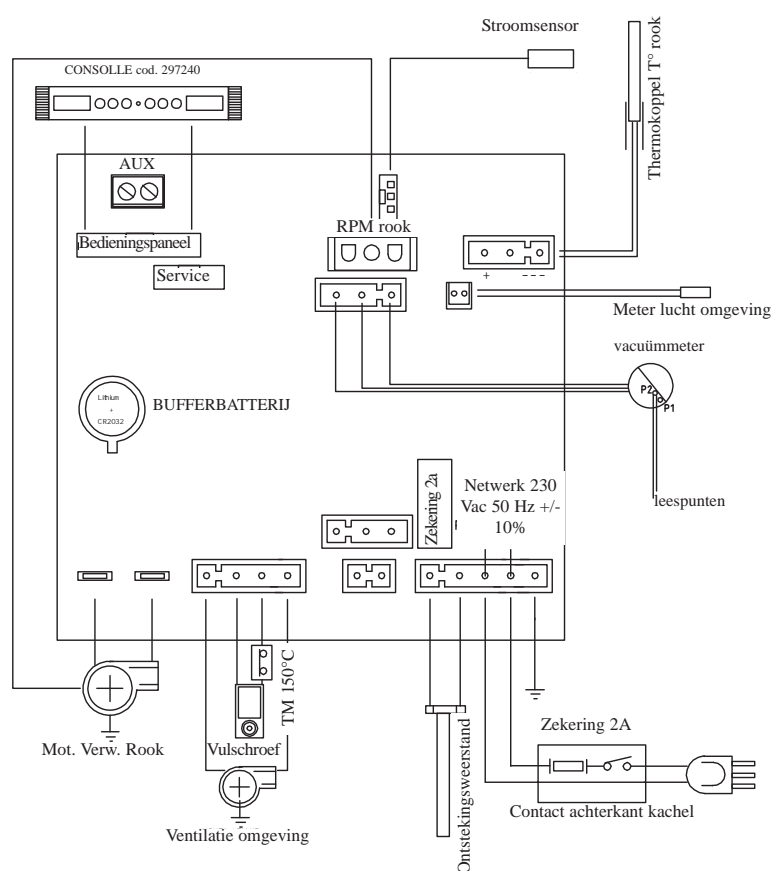 Stroomsensor
CONSOLLE cod. 297240
Thermokoppel T° rook
AUX
RPM rook
Bedieningspaneel
Service
+
---
Meter lucht omgeving
vacuümmeter
P2
P1
Lithium
+
CR2032
BUFFERBATTERIJ
Zekering 2a
Netwerk 230
Vac 50 Hz +/-
10%
leespunten
TM 150°C
Mot. Verw. Rook
Vulschroef
Ventilatie omgeving
Ontstekingsweerstand
Zekering 2A
Contact achterkant kachel